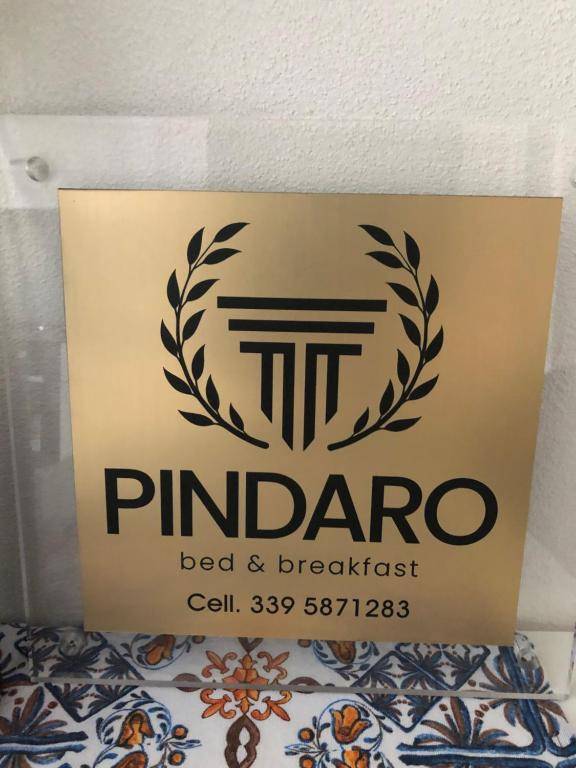 PINDARO
bed & breakfast
Cell. 339 5871283